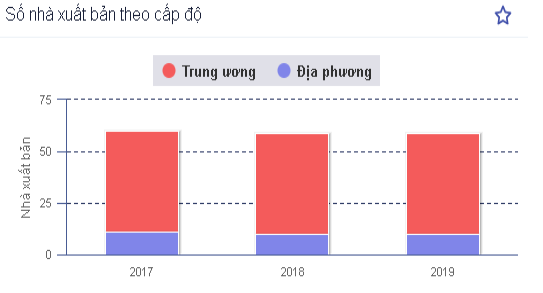 Số nhà xuất bản theo cấp độ
Trung ương
Địa phương
75
50
25
0
Nhà xuất bản
2017
2018
2019